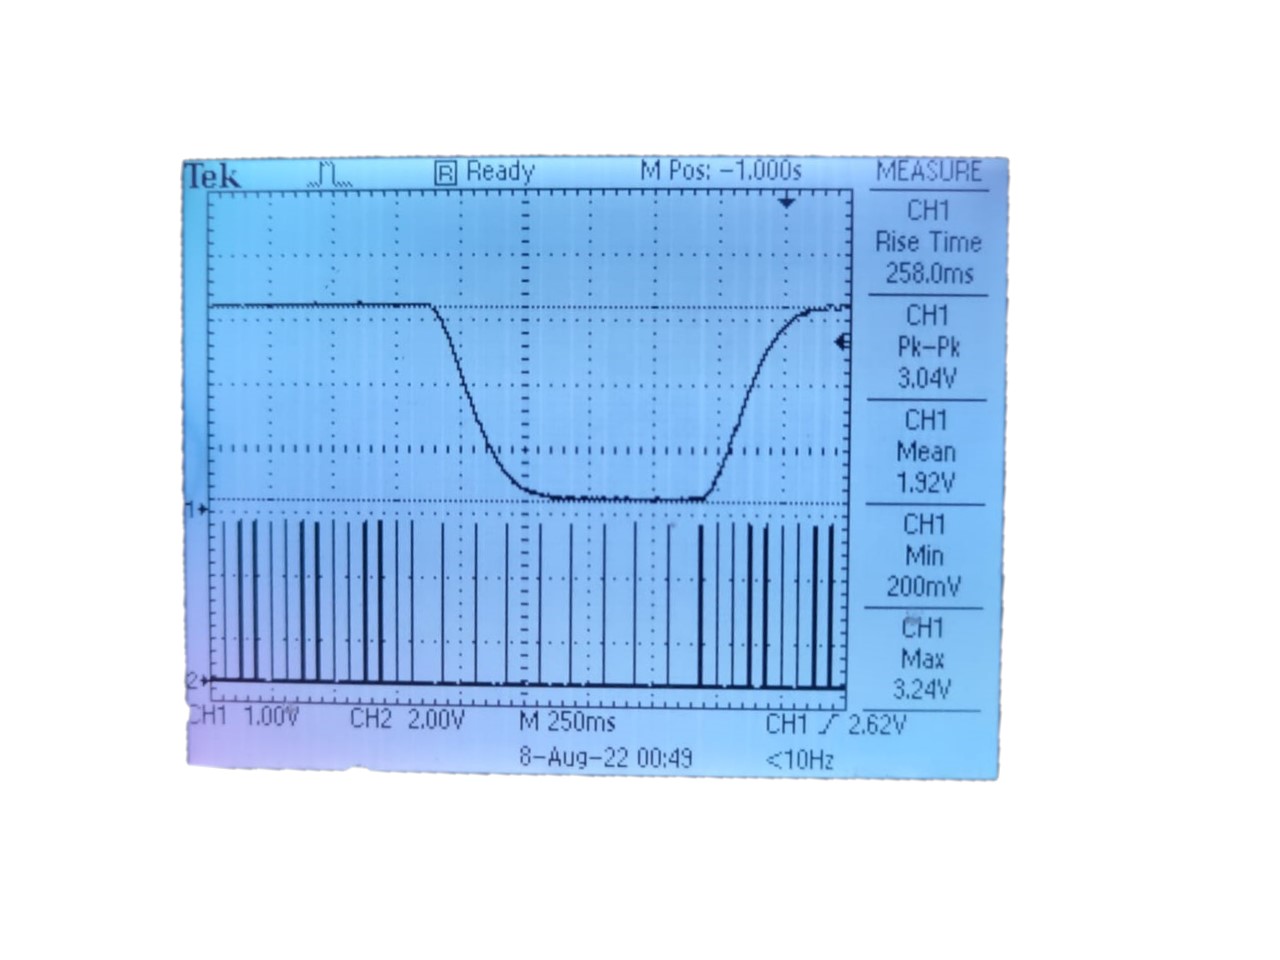 Tek
R Ready
M Pos: -1.000s
MEASURE
CH1
Rise Time
258.0ms
CH1
Pk-Pk
3.04V
CH1
Mean
1.92V
CH1
Min
200mV
CH1
Max
3.24V
1
2
CH1 1.00V
CH2 2.00V
M 250ms
CH1 2.62V
8-Aug-22 00:49
<10Hz